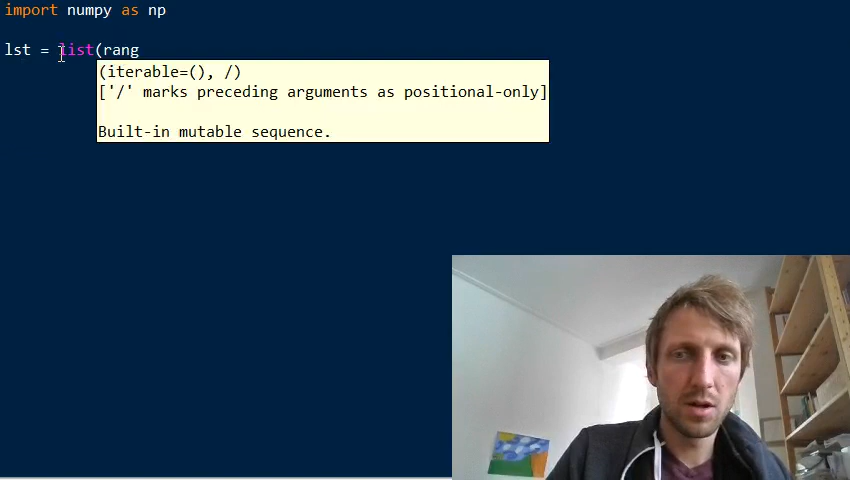 import numpy as np
lst = list(rang
(iterable=(), /)
['/' marks preceding arguments as positional-only]
Built-in mutable sequence.